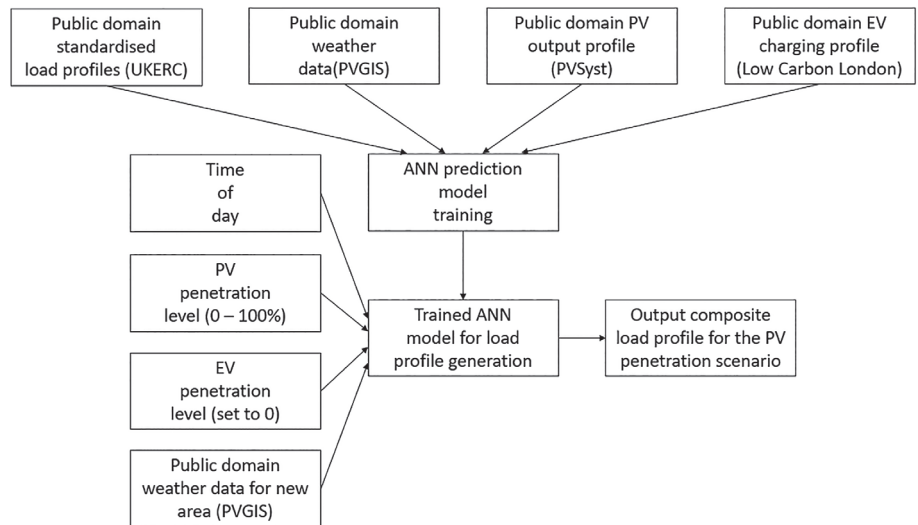 Public domain
standardised
load profiles (UKERC)
Public domain
weather
data(PVGIS)
Public domain PV
output profile
(PVSyst)
Public domain EV
charging profile
(Low Carbon London)
Time
of
day
ANN prediction
model
training
PV
penetration
level (0 – 100%)
Trained ANN
model for load
profile generation
Output composite
load profile for the PV
penetration scenario
EV
penetration
level (set to 0)
Public domain
weather data for new
area (PVGIS)